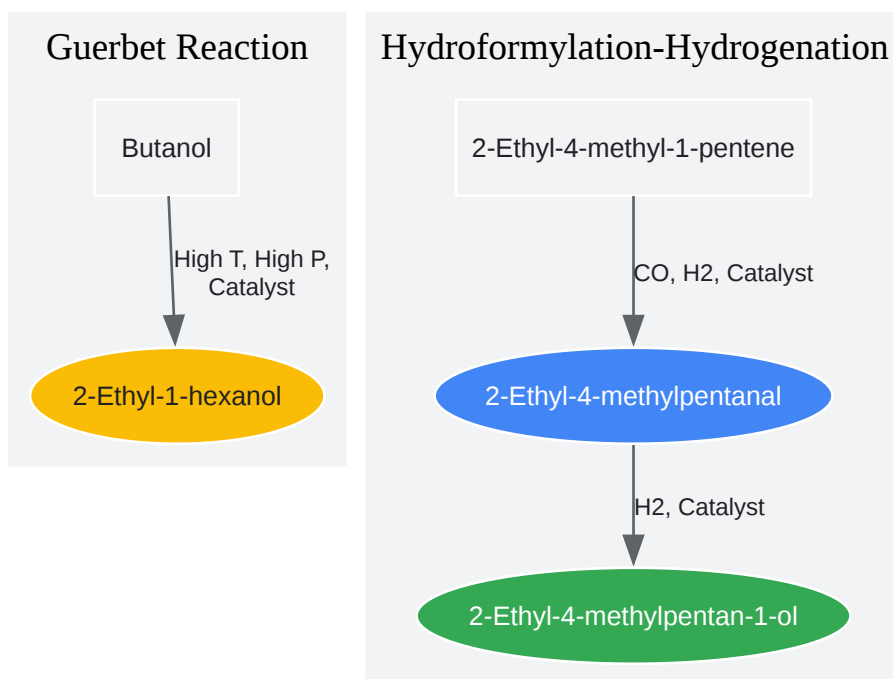 Guerbet Reaction
Butanol
High T, High P,
Catalyst
2-Ethyl-1-hexanol
Hydroformylation-Hydrogenation
2-Ethyl-4-methyl-1-pentene
CO, H2, Catalyst
2-Ethyl-4-methylpentanal
H2, Catalyst
2-Ethyl-4-methylpentan-1-ol